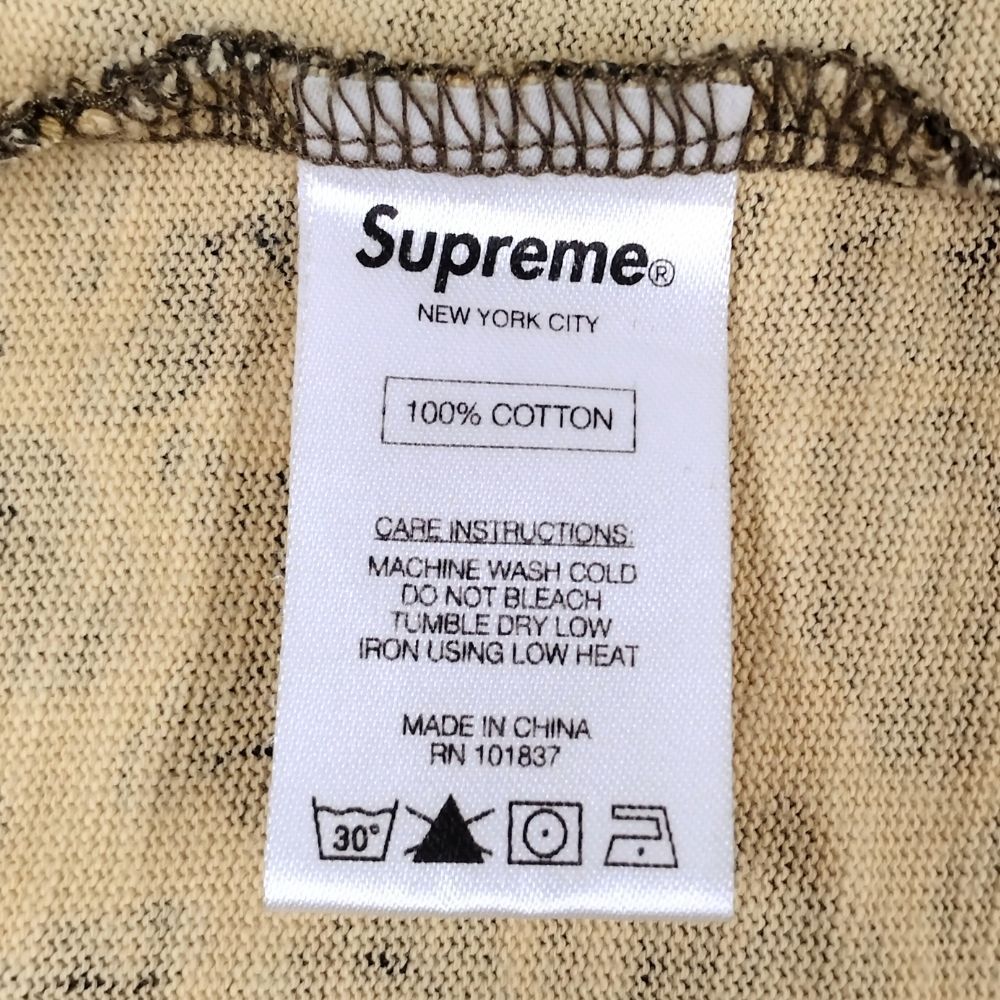 Supreme®
NEW YORK CITY
100% COTTON
CARE INSTRUCTIONS:
MACHINE WASH COLD
DO NOT BLEACH
TUMBLE DRY LOW
IRON USING LOW HEAT
MADE IN CHINA
RN 101837
30°